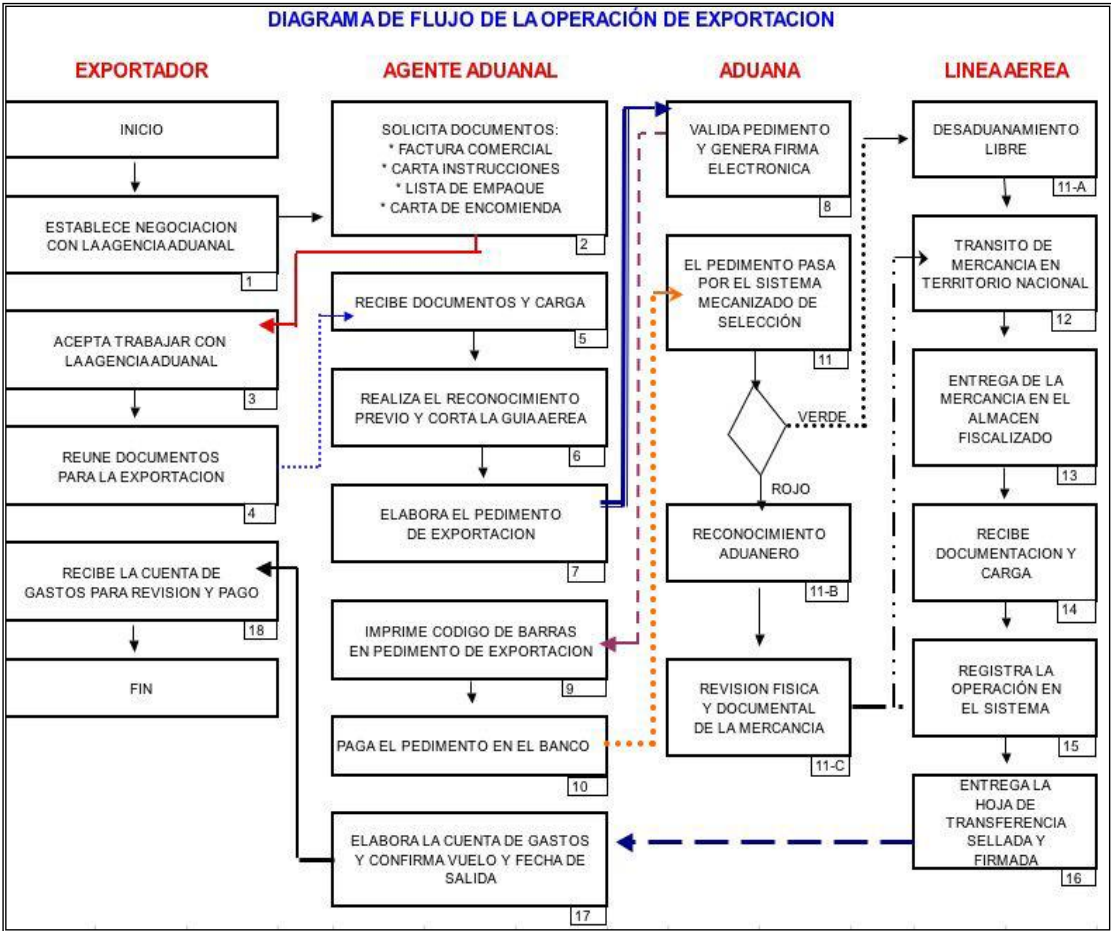 DIAGRAMA DE FLUJO DE LA OPERACIÓN DE EXPORTACION
EXPORTADOR
INICIO
ESTABLECE NEGOCIACION
CON LA AGENCIA ADUANAL
1
ACEPTA TRABAJAR CON
LA AGENCIA ADUANAL
3
REUNE DOCUMENTOS
PARA LA EXPORTACION
4
RECIBE LA CUENTA DE
GASTOS PARA REVISION Y PAGO
18
FIN
AGENTE ADUANAL
SOLICITA DOCUMENTOS:
* FACTURA COMERCIAL
* CARTA INSTRUCCIONES
* LISTA DE EMPAQUE
* CARTA DE ENCOMIENDA
2
RECIBE DOCUMENTOS Y CARGA
5
REALIZA EL RECONOCIMIENTO
PREVIO Y CORTA LA GUIA AEREA
6
ELABORA EL PEDIMENTO
DE EXPORTACION
7
IMPRIME CODIGO DE BARRAS
EN PEDIMENTO DE EXPORTACION
9
PAGA EL PEDIMENTO EN EL BANCO
10
ELABORA LA CUENTA DE GASTOS
Y CONFIRMA VUELO Y FECHA DE
SALIDA
17
ADUANA
VALIDA PEDIMENTO
Y GENERA FIRMA
ELECTRONICA
8
EL PEDIMENTO PASA
POR EL SISTEMA
MECANIZADO DE
SELECCIÓN
11
VERDE
ROJO
RECONOCIMIENTO
ADUANERO
11-B
REVISION FISICA
Y DOCUMENTAL
DE LA MERCANCIA
11-C
LINEA AEREA
DESADUANAMIENTO
LIBRE
11-A
TRANSITO DE
MERCANCIA EN
TERRITORIO NACIONAL
12
ENTREGA DE LA
MERCANCIA EN EL
ALMACEN
FISCALIZADO
13
RECIBE
DOCUMENTACION Y
CARGA
14
REGISTRA LA
OPERACIÓN EN
EL SISTEMA
15
ENTREGA LA
HOJA DE
TRANSFERENCIA
SELLADA Y
FIRMADA
16